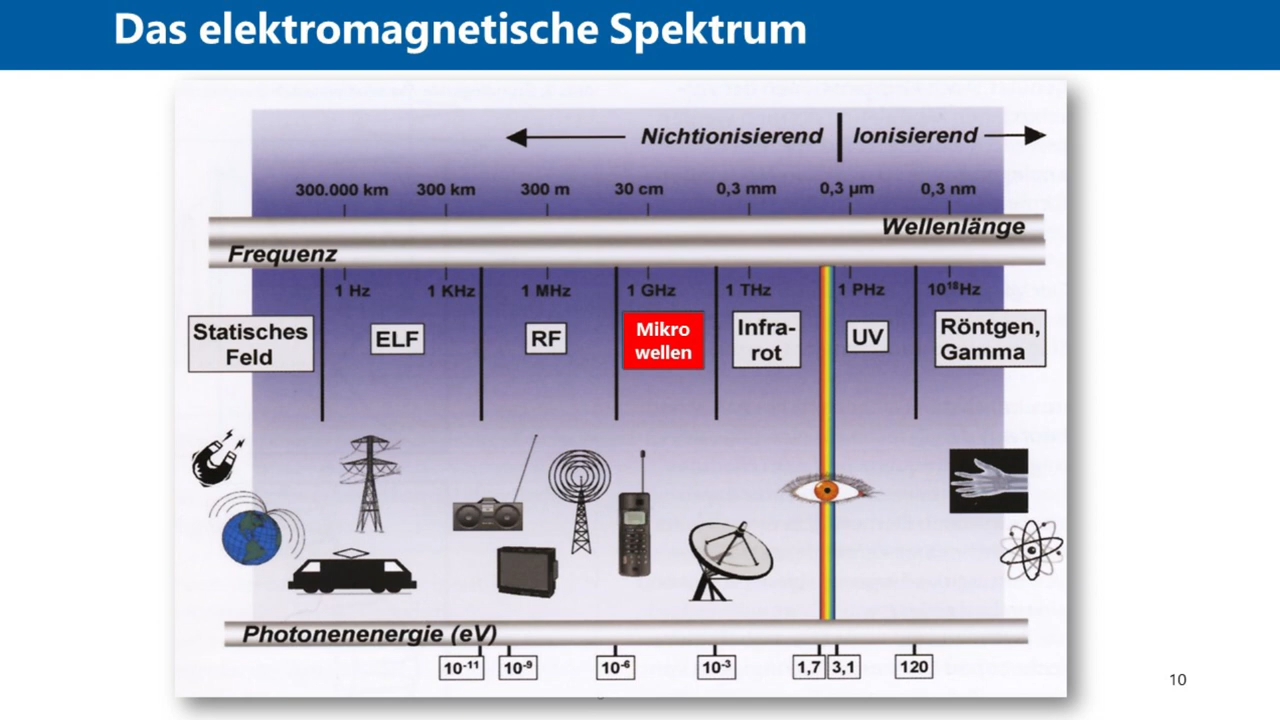 Das elektromagnetische Spektrum
Nichtionisierend Ionisierend
300.000 km 300 km 300 m 30 cm 0,3 mm 0,3 µm 0,3 nm
Wellenlänge
Frequenz
1 Hz 1 KHz 1 MHz 1 GHz 1 THz 1 PHz 10¹⁸Hz
Statisches
Feld
ELF
RF
Mikro
wellen
Infra-
rot
UV
Röntgen,
Gamma
Photonenenergie (eV)
10⁻¹¹ 10⁻⁹ 10⁻⁶ 10⁻³ 1,7 3,1 120
10